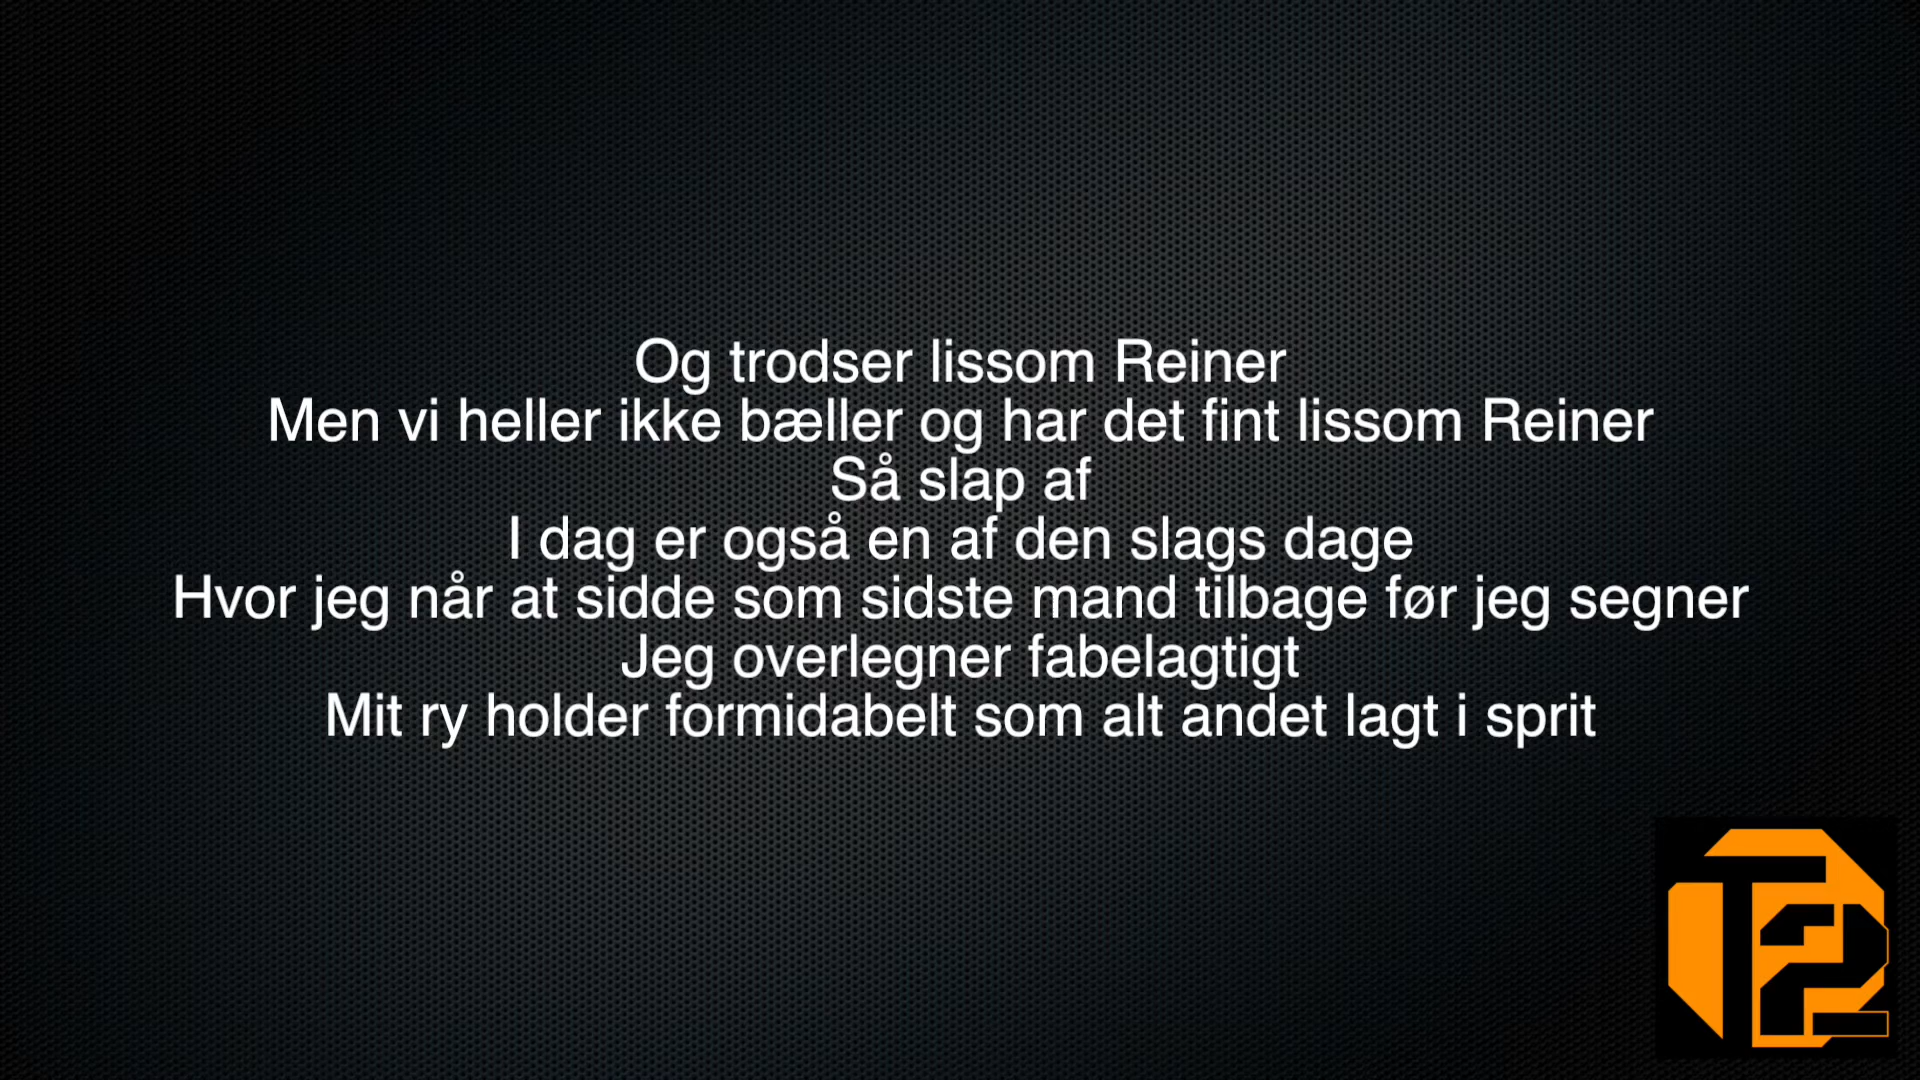 Og trodser lissom Reiner
Men vi heller ikke bæller og har det fint lissom Reiner
Så slap af
I dag er også en af den slags dage
Hvor jeg når at sidde som sidste mand tilbage før jeg segner
Jeg overlegner fabelagtigt
Mit ry holder formidabelt som alt andet lagt i sprit
T2